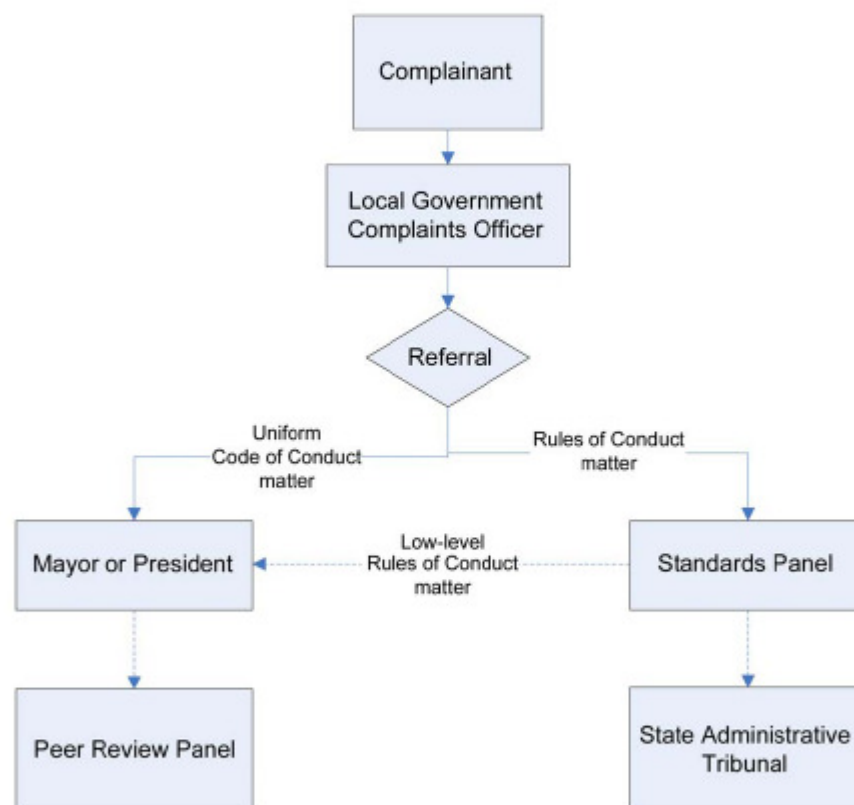 Complainant
Local Government
Complaints Officer
Referral
Uniform
Code of Conduct
matter
Rules of Conduct
matter
Mayor or President
Low-level
Rules of Conduct
matter
Standards Panel
Peer Review Panel
State Administrative
Tribunal